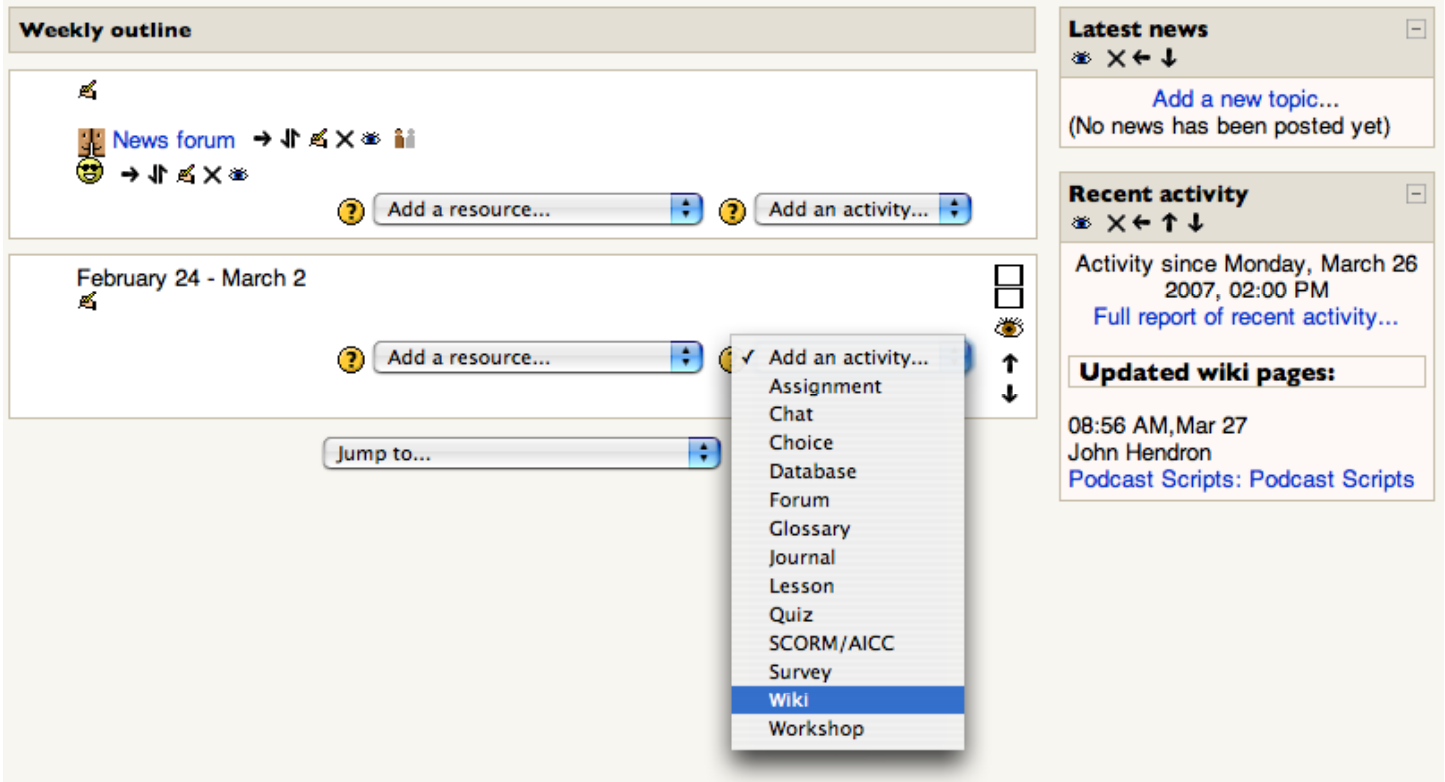 Weekly outline
News forum
Add a resource...
Add an activity...
February 24 - March 2
Add a resource...
Add an activity...
Assignment
Chat
Choice
Database
Forum
Glossary
Journal
Lesson
Quiz
SCORM/AICC
Survey
Wiki
Workshop
Jump to...
Latest news
Add a new topic...
(No news has been posted yet)
Recent activity
Activity since Monday, March 26
2007, 02:00 PM
Full report of recent activity...
Updated wiki pages:
08:56 AM,Mar 27
John Hendron
Podcast Scripts: Podcast Scripts